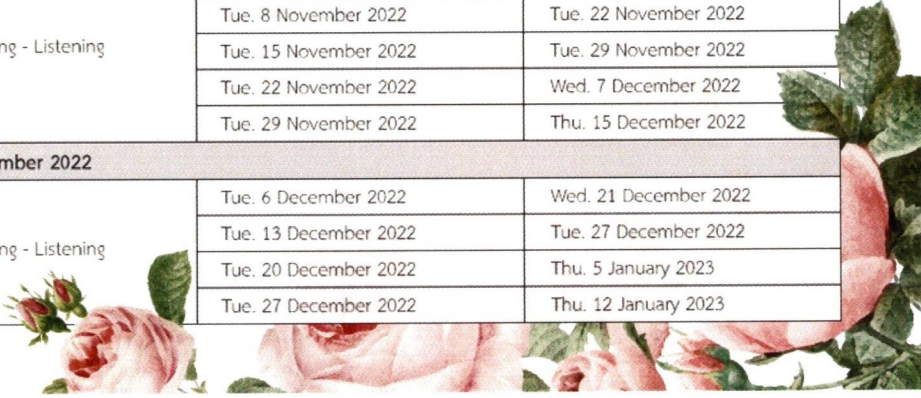 Tue. 8 November 2022 Tue. 22 November 2022
ng - Listening Tue. 15 November 2022 Tue. 29 November 2022
Tue. 22 November 2022 Wed. 7 December 2022
Tue. 29 November 2022 Thu. 15 December 2022
mber 2022
Tue. 6 December 2022 Wed. 21 December 2022
Tue. 13 December 2022 Tue. 27 December 2022
ng - Listening
Tue. 20 December 2022 Thu. 5 January 2023
Tue. 27 December 2022 Thu. 12 January 2023